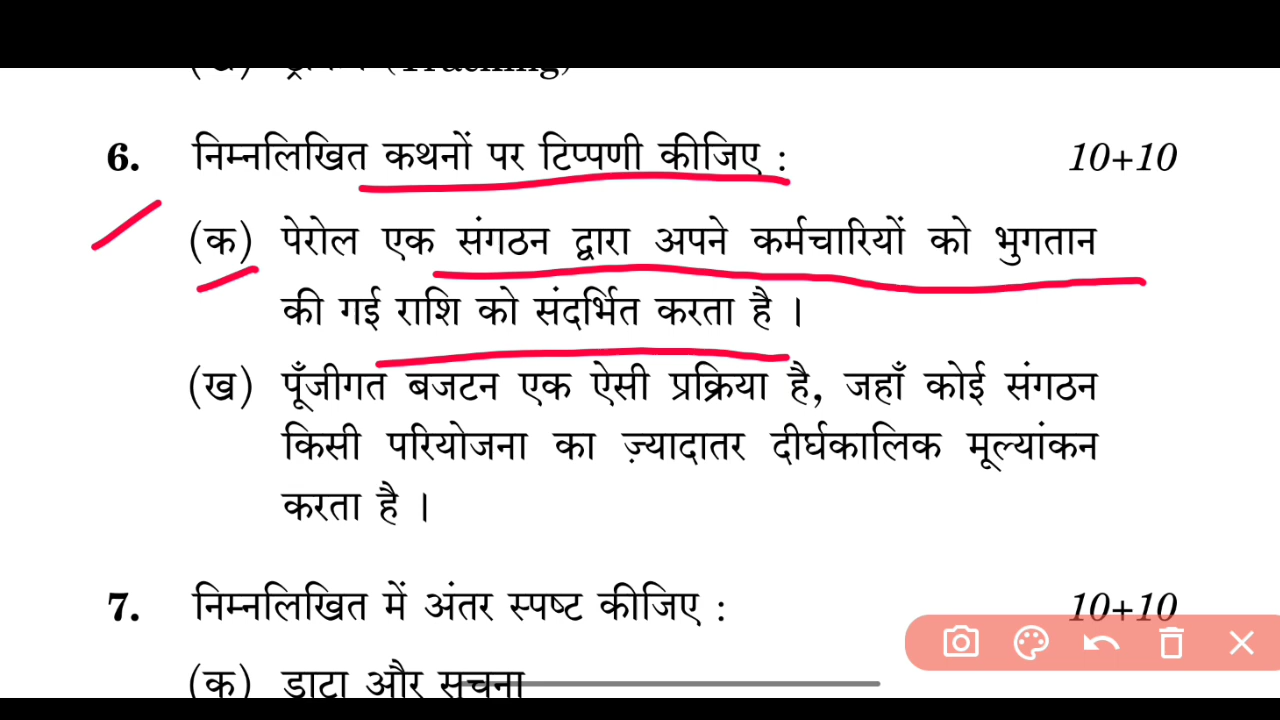 (Tracking)
6. निम्नलिखित कथनों पर टिप्पणी कीजिए : 10+10
(क) पेरोल एक संगठन द्वारा अपने कर्मचारियों को भुगतान
की गई राशि को संदर्भित करता है ।
(ख) पूँजीगत बजटन एक ऐसी प्रक्रिया है, जहाँ कोई संगठन
किसी परियोजना का ज़्यादातर दीर्घकालिक मूल्यांकन
करता है ।
7. निम्नलिखित में अंतर स्पष्ट कीजिए : 10+10
(क) डाटा और सूचना